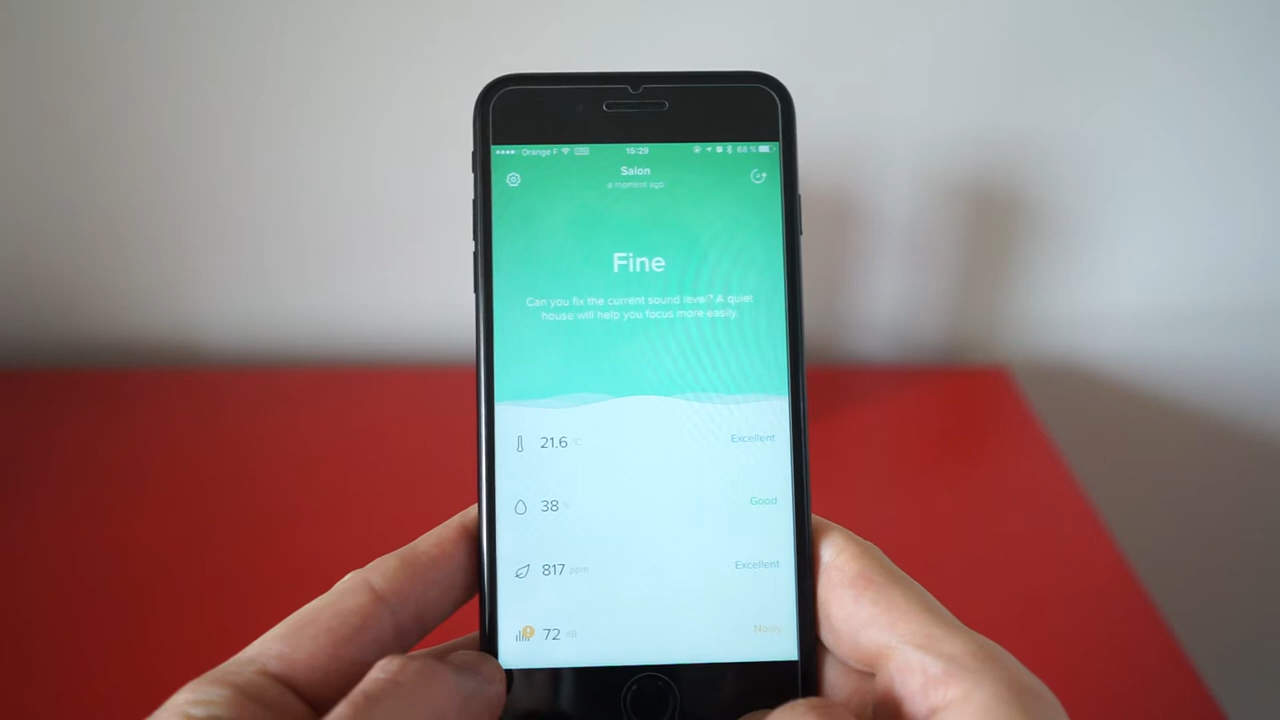 Orange F 15:29 68 %
Salon
a moment ago
Fine
Can you fix the current sound level? A quiet
house will help you focus more easily.
21.6 °C Excellent
38 % Good
817 ppm Excellent
72 dB Noisy